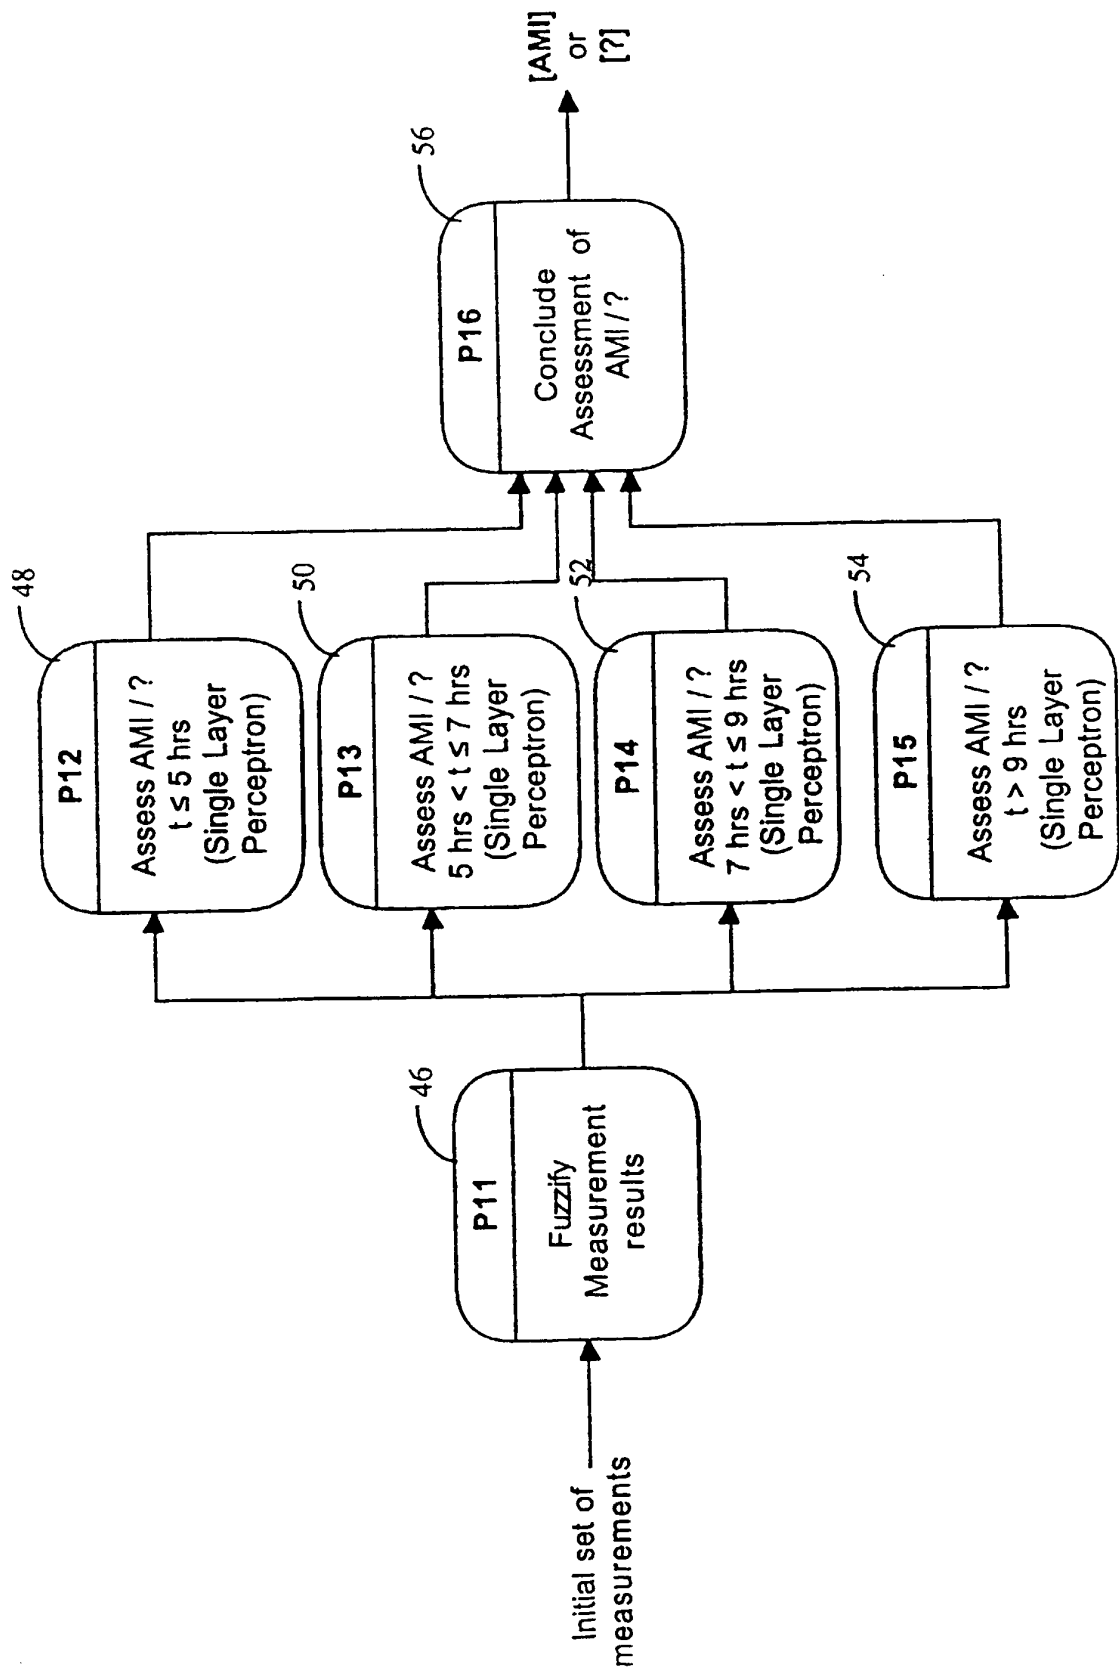 Initial set of
measurements
46
P11
Fuzzify
Measurement
results
48
P12
Assess AMI / ?
t ≤ 5 hrs
(Single Layer
Perceptron)
50
P13
Assess AMI / ?
5 hrs < t ≤ 7 hrs
(Single Layer
Perceptron)
52
P14
Assess AMI / ?
7 hrs < t ≤ 9 hrs
(Single Layer
Perceptron)
54
P15
Assess AMI / ?
t > 9 hrs
(Single Layer
Perceptron)
56
P16
Conclude
Assessment of
AMI / ?
[AMI]
or
[?]